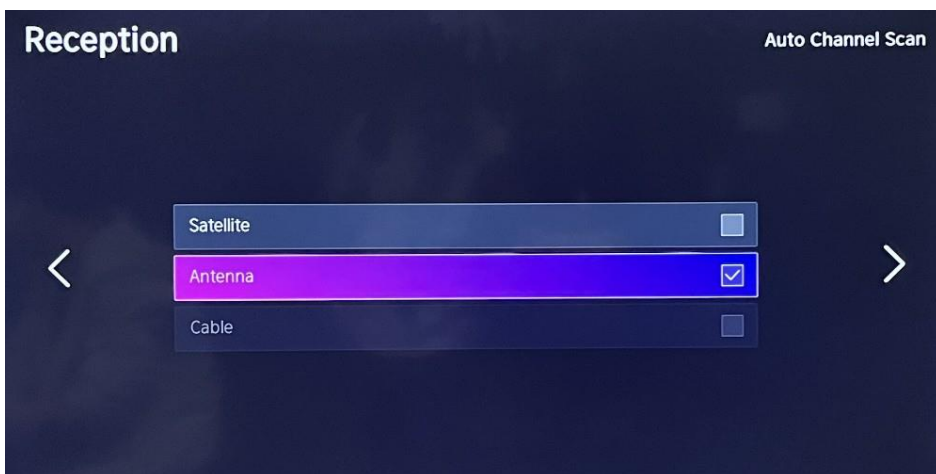 Reception
Auto Channel Scan
Satellite
Antenna
Cable